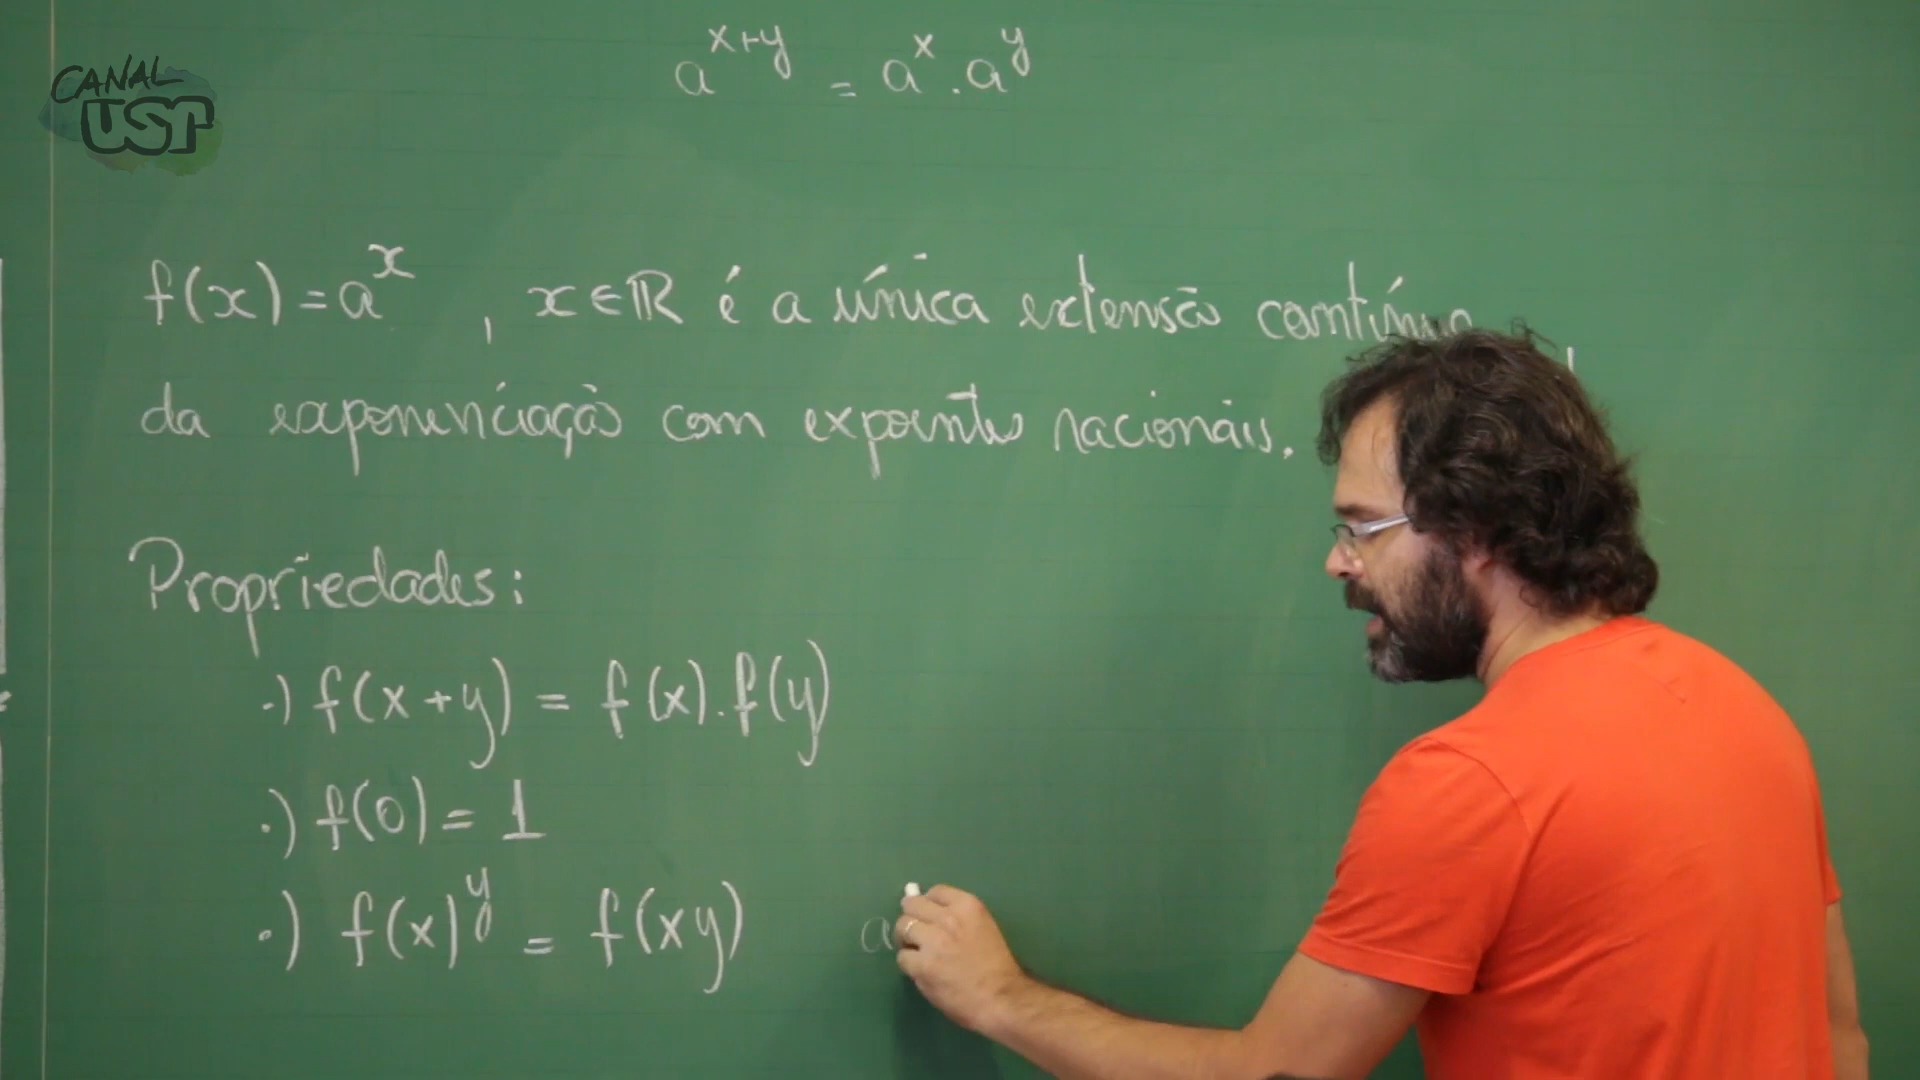 CANAL
USP
a^{x+y} = a^x . a^y
f(x) = a^x , x ∈ ℝ é a única extensão contínua
da exponenciação com expoentes racionais.
Propriedades:
·) f(x+y) = f(x).f(y)
·) f(0) = 1
·) f(x)^y = f(xy) a